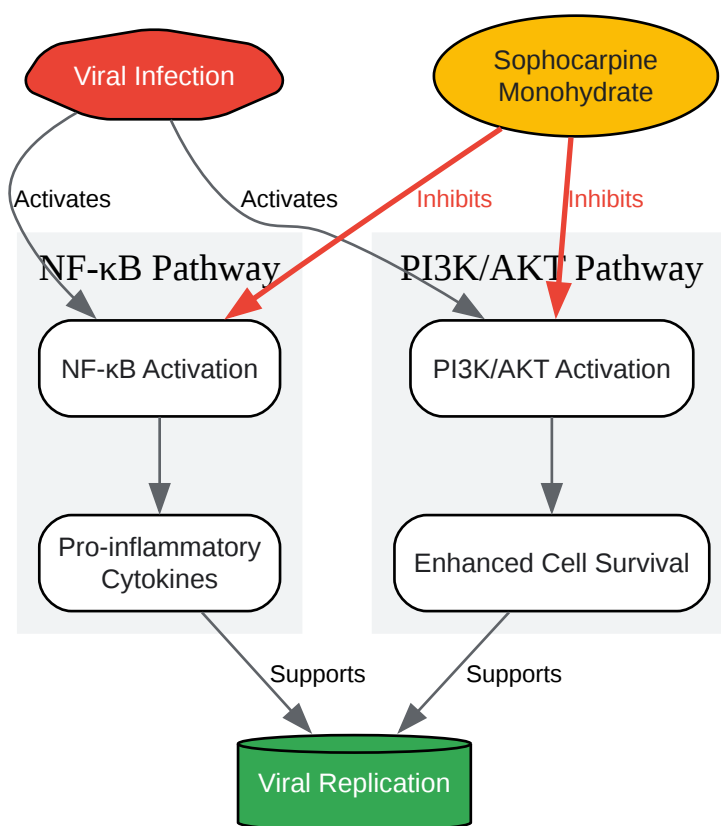 Viral Infection
Sophocarpine
Monohydrate
Activates
Activates
Inhibits
Inhibits
NF-κB Pathway
PI3K/AKT Pathway
NF-κB Activation
PI3K/AKT Activation
Pro-inflammatory
Cytokines
Enhanced Cell Survival
Supports
Supports
Viral Replication